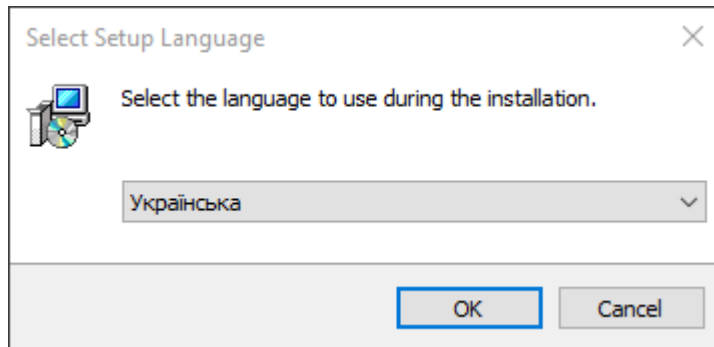 Select Setup Language
Select the language to use during the installation.
Українська
OK
Cancel